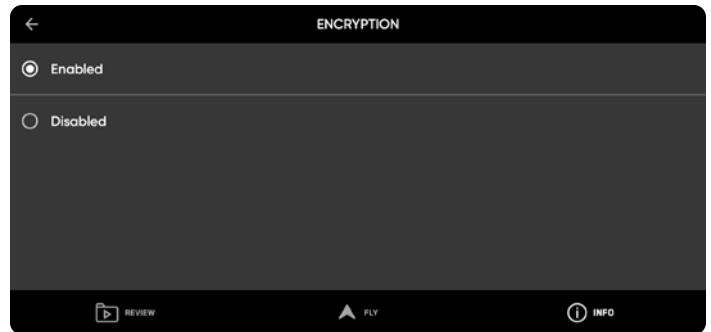 ENCRYPTION
Enabled
Disabled
REVIEW
FLY
INFO